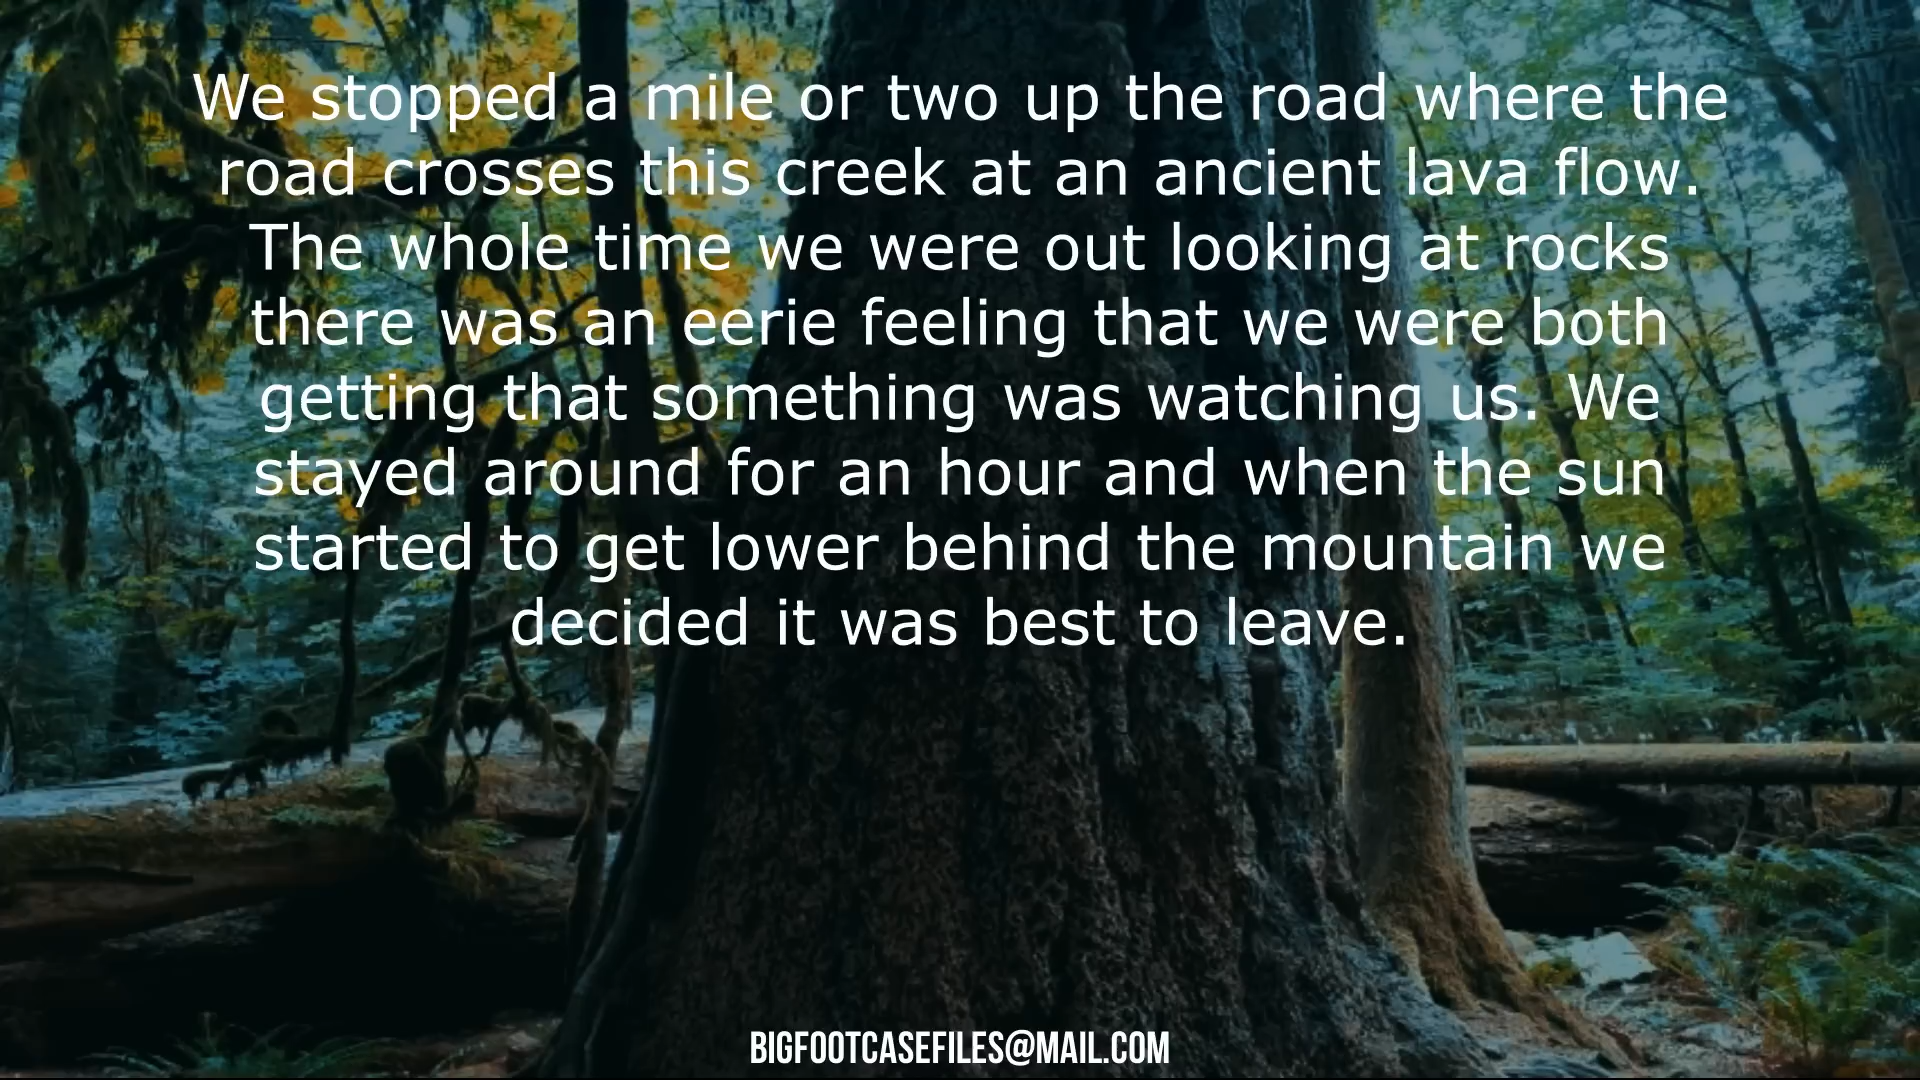 We stopped a mile or two up the road where the
road crosses this creek at an ancient lava flow.
The whole time we were out looking at rocks
there was an eerie feeling that we were both
getting that something was watching us. We
stayed around for an hour and when the sun
started to get lower behind the mountain we
decided it was best to leave.
BIGFOOTCASEFILES@MAIL.COM